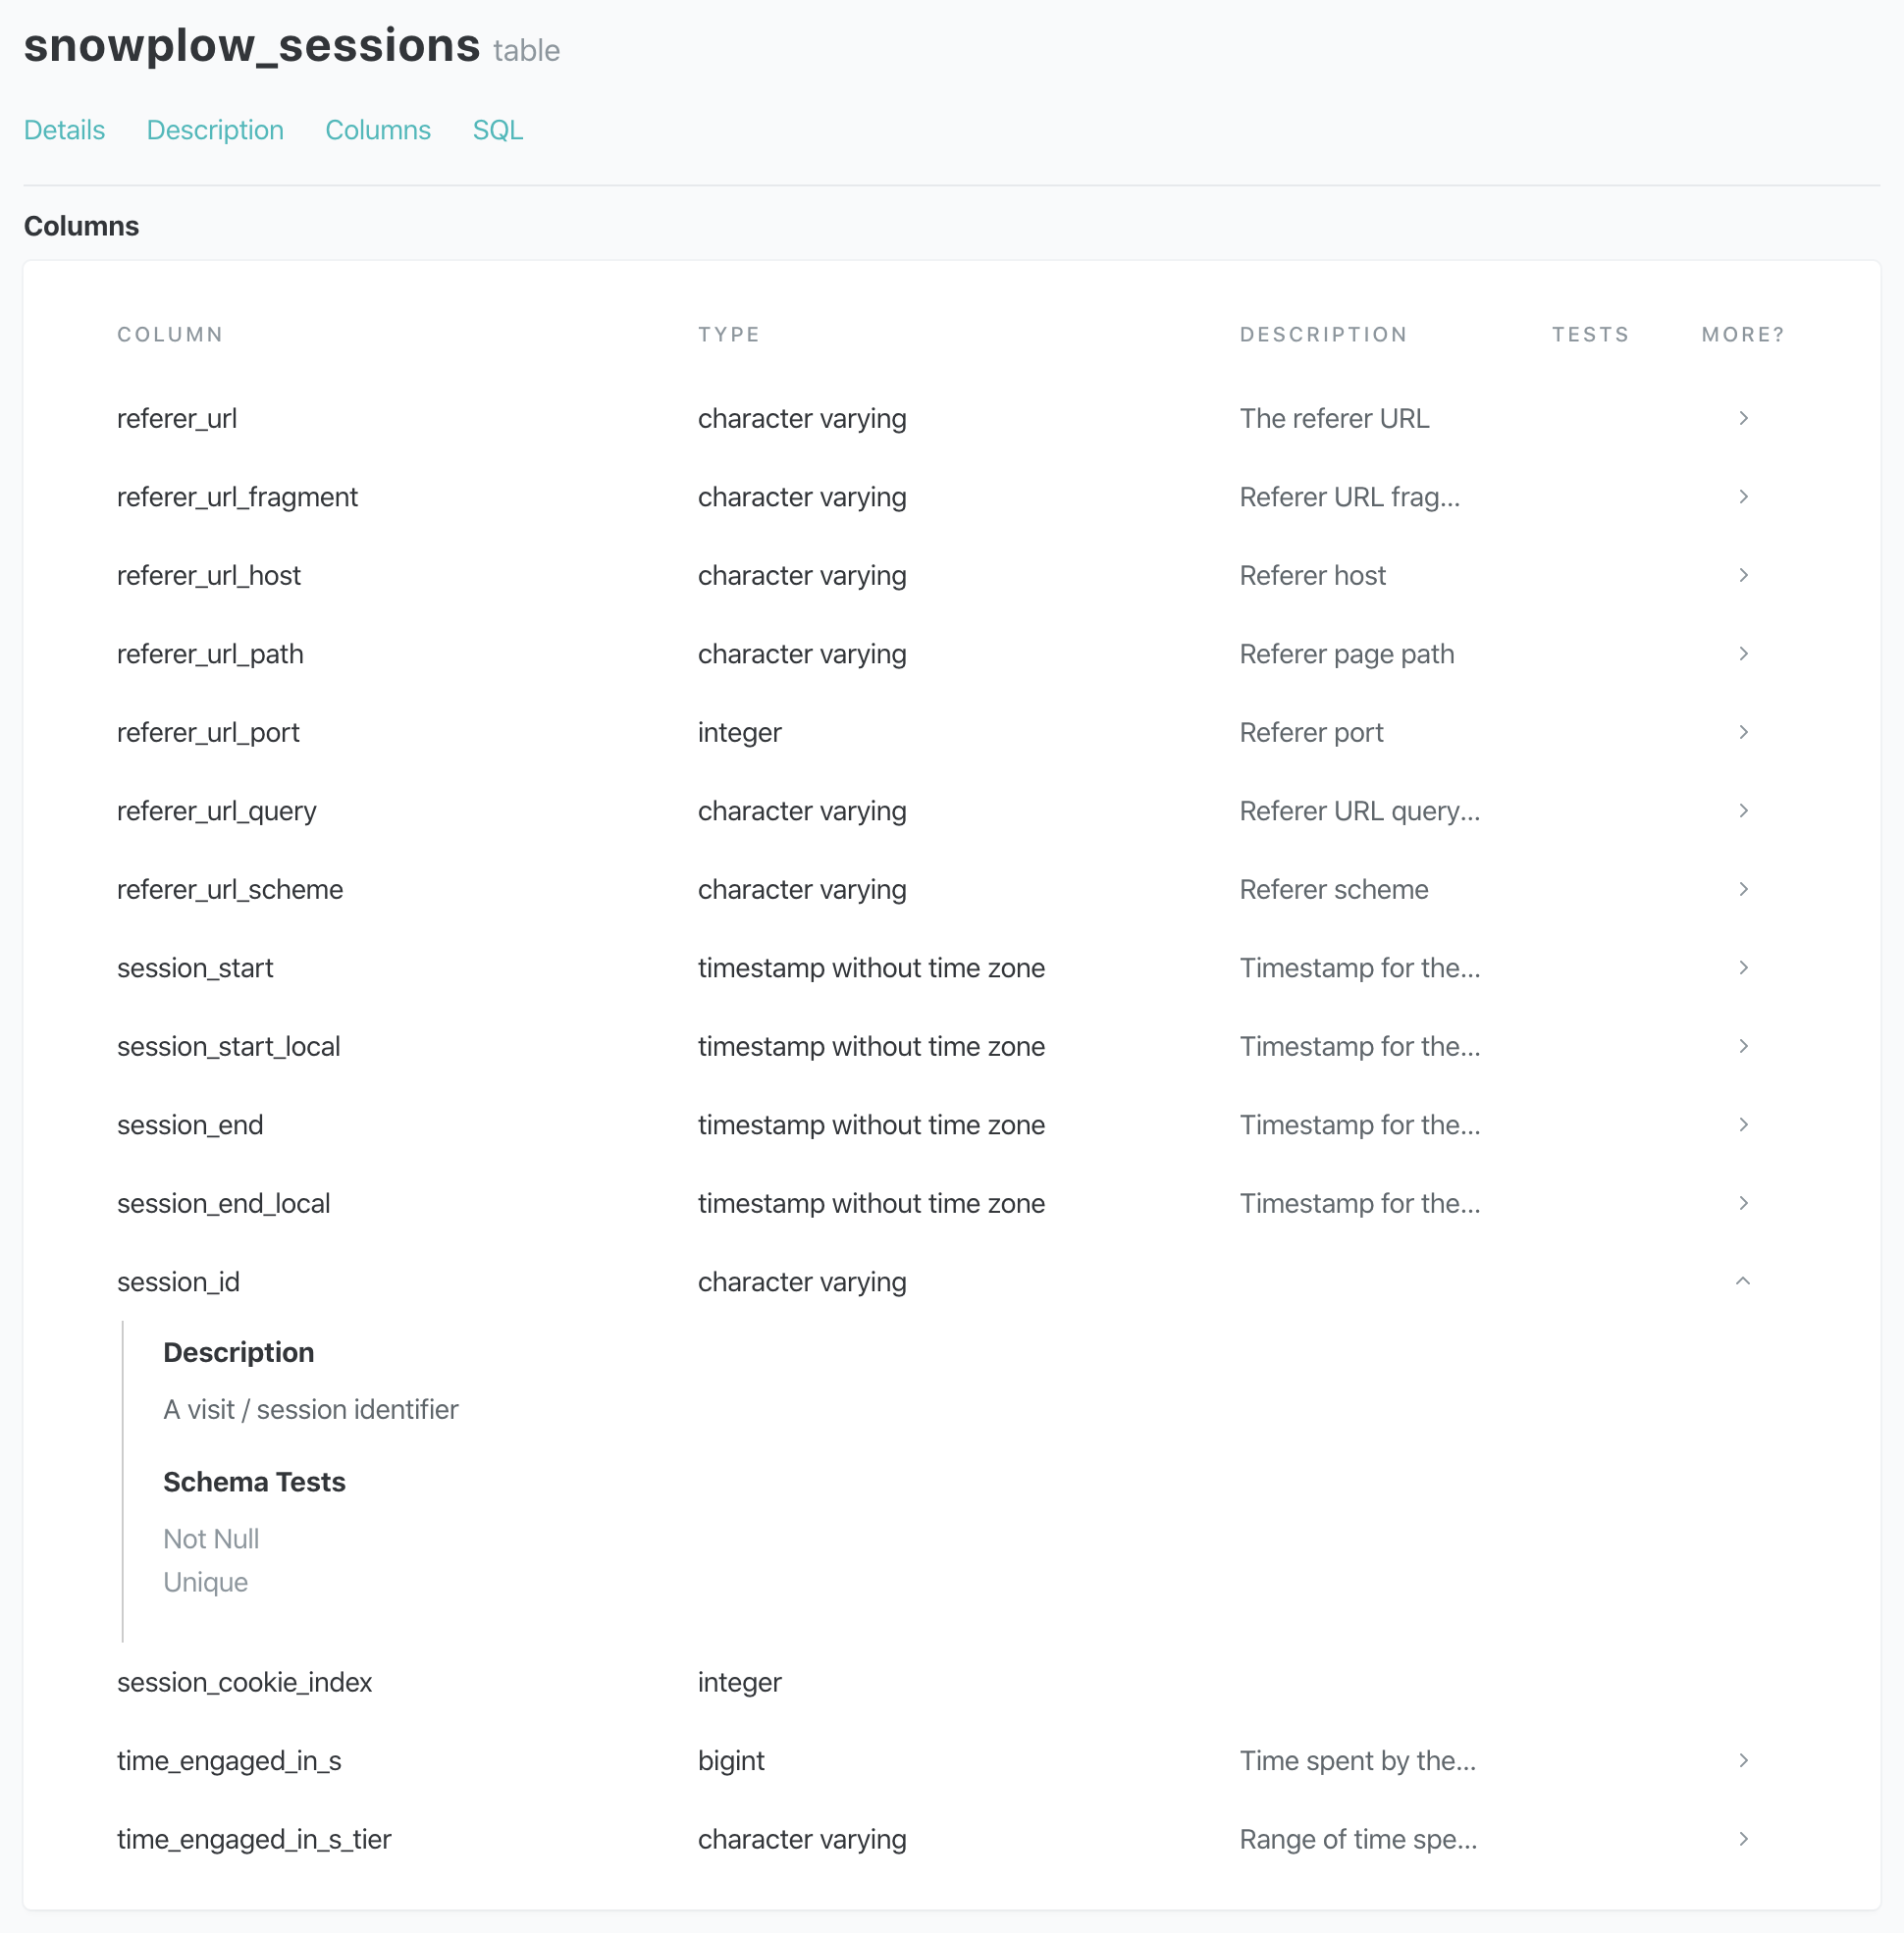 snowplow_sessions table
Details Description Columns SQL
Columns
COLUMN TYPE DESCRIPTION TESTS MORE?
referer_url character varying The referer URL
referer_url_fragment character varying Referer URL frag...
referer_url_host character varying Referer host
referer_url_path character varying Referer page path
referer_url_port integer Referer port
referer_url_query character varying Referer URL query...
referer_url_scheme character varying Referer scheme
session_start timestamp without time zone Timestamp for the...
session_start_local timestamp without time zone Timestamp for the...
session_end timestamp without time zone Timestamp for the...
session_end_local timestamp without time zone Timestamp for the...
session_id character varying
Description
A visit / session identifier
Schema Tests
Not Null
Unique
session_cookie_index integer
time_engaged_in_s bigint Time spent by the...
time_engaged_in_s_tier character varying Range of time spe...